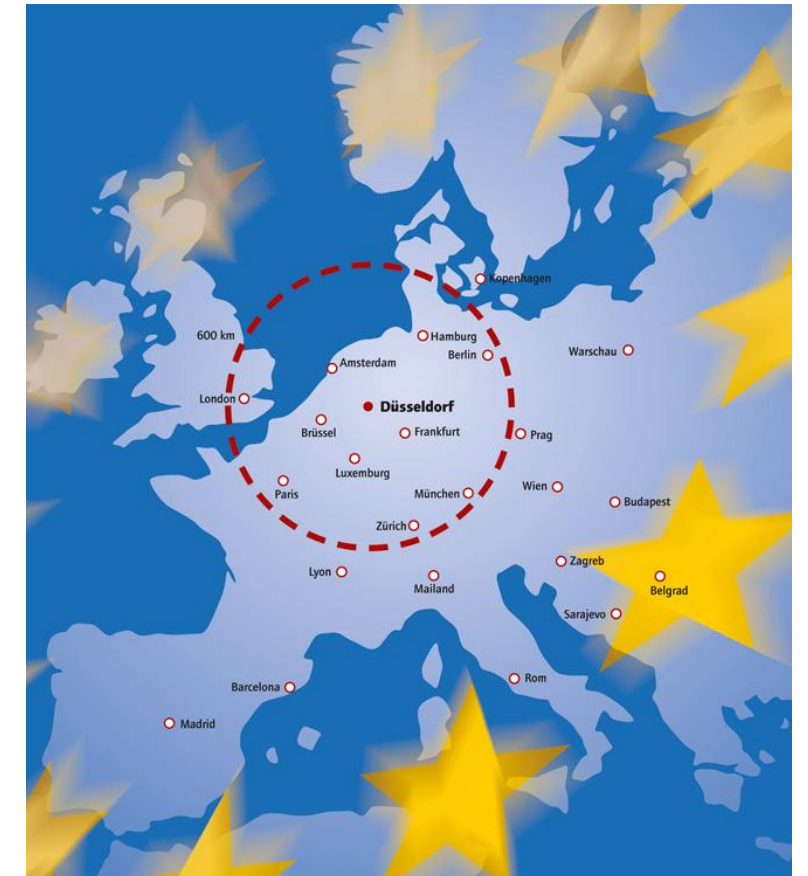 Kopenhagen
600 km
Hamburg
Berlin
Warschau
Amsterdam
London
Düsseldorf
Brüssel
Frankfurt
Prag
Luxemburg
Paris
München
Wien
Budapest
Zürich
Lyon
Mailand
Zagreb
Belgrad
Sarajevo
Barcelona
Rom
Madrid